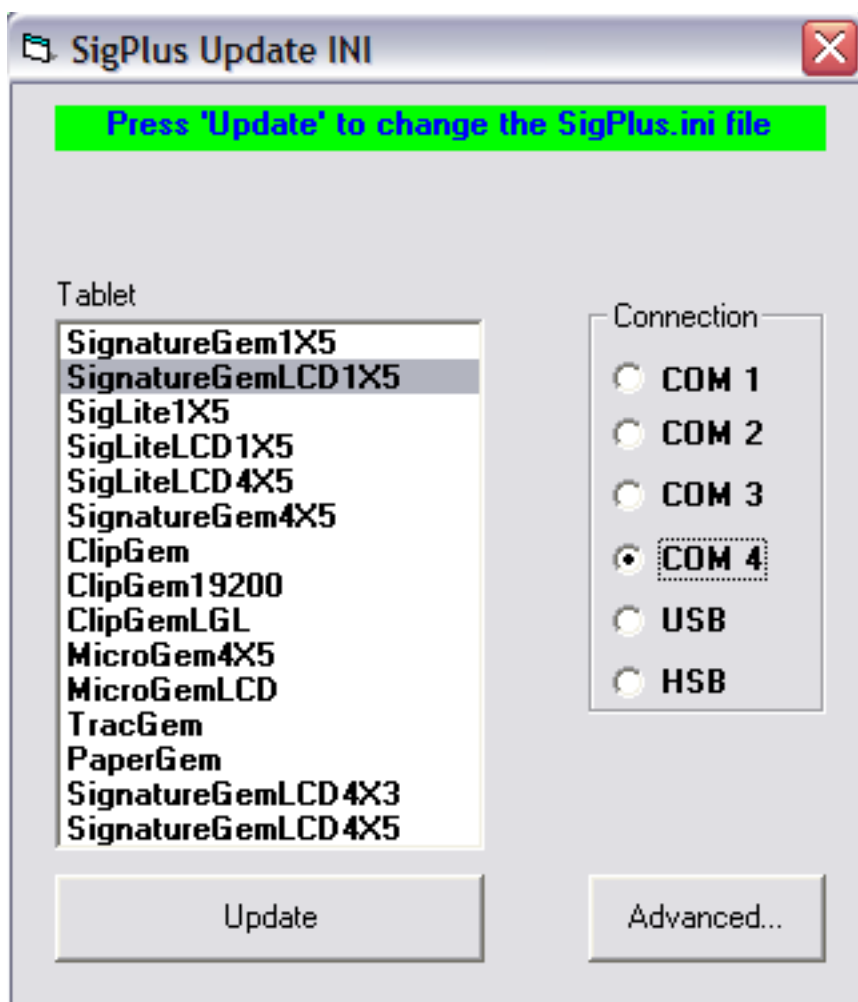 SigPlus Update INI
Press 'Update' to change the SigPlus.ini file
Tablet
SignatureGem1X5
SignatureGemLCD1X5
SigLite1X5
SigLiteLCD1X5
SigLiteLCD4X5
SignatureGem4X5
ClipGem
ClipGem19200
ClipGemLGL
MicroGem4X5
MicroGemLCD
TracGem
PaperGem
SignatureGemLCD4X3
SignatureGemLCD4X5
Connection
COM 1
COM 2
COM 3
COM 4
USB
HSB
Update
Advanced...